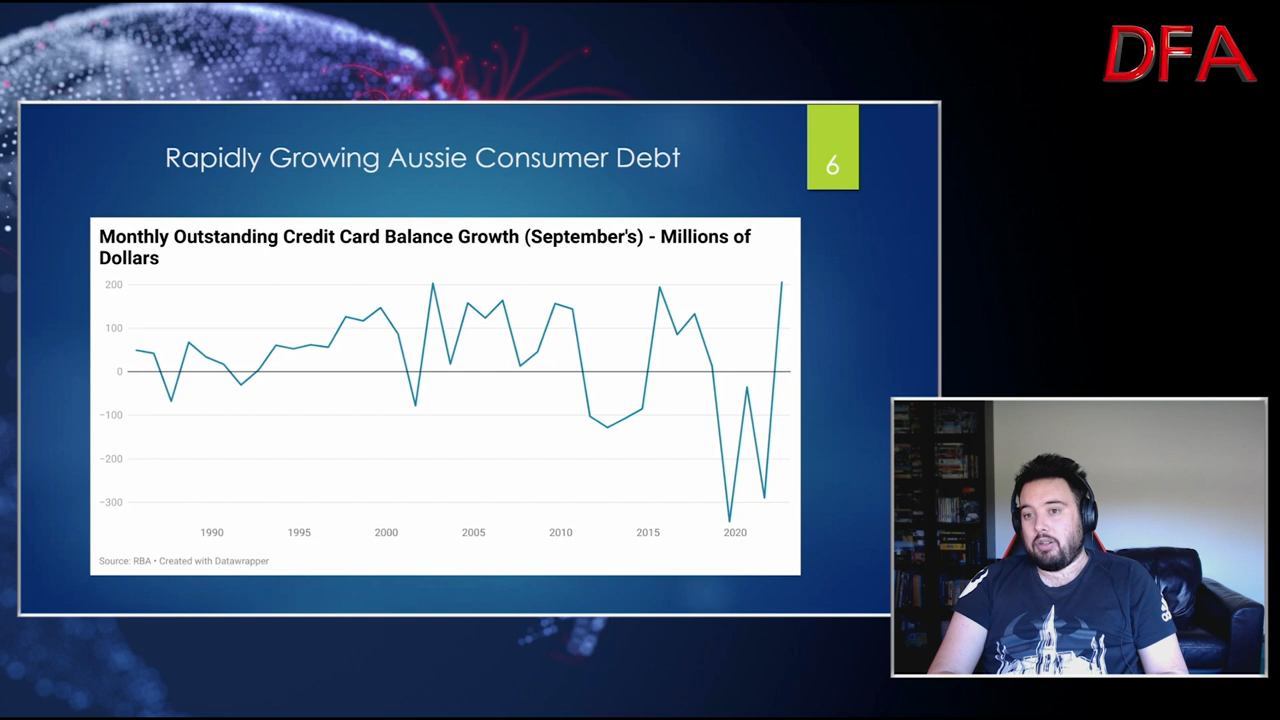 DFA
Rapidly Growing Aussie Consumer Debt
6
Monthly Outstanding Credit Card Balance Growth (September's) - Millions of
Dollars
200
100
0
−100
−200
−300
1990 1995 2000 2005 2010 2015 2020
Source: RBA • Created with Datawrapper